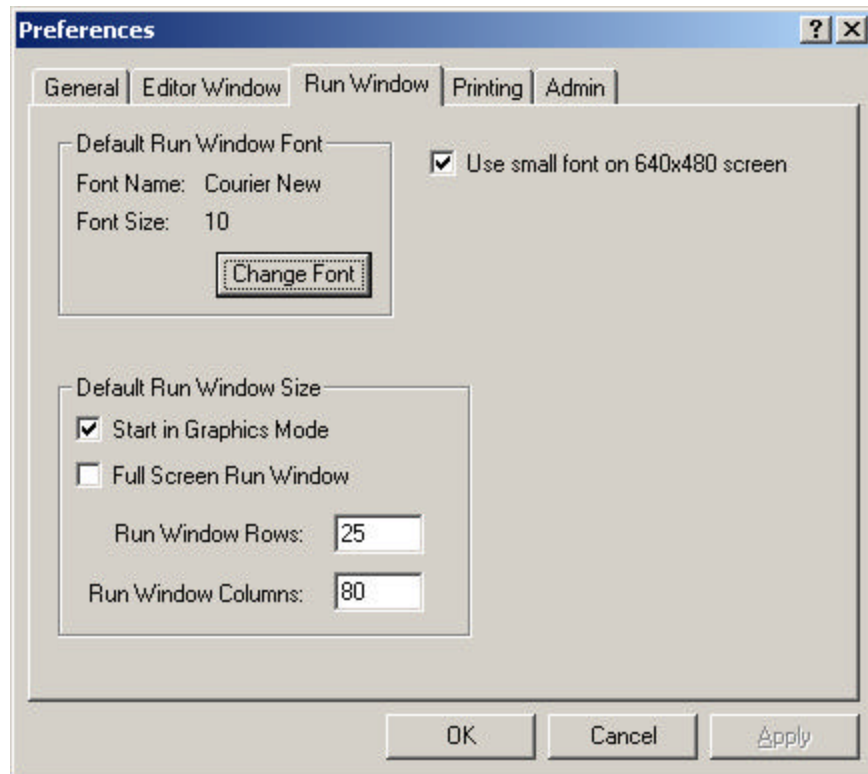 Preferences
General Editor Window Run Window Printing Admin
Default Run Window Font
Font Name: Courier New
Font Size: 10
Change Font
Use small font on 640x480 screen
Default Run Window Size
Start in Graphics Mode
Full Screen Run Window
Run Window Rows: 25
Run Window Columns: 80
OK Cancel Apply